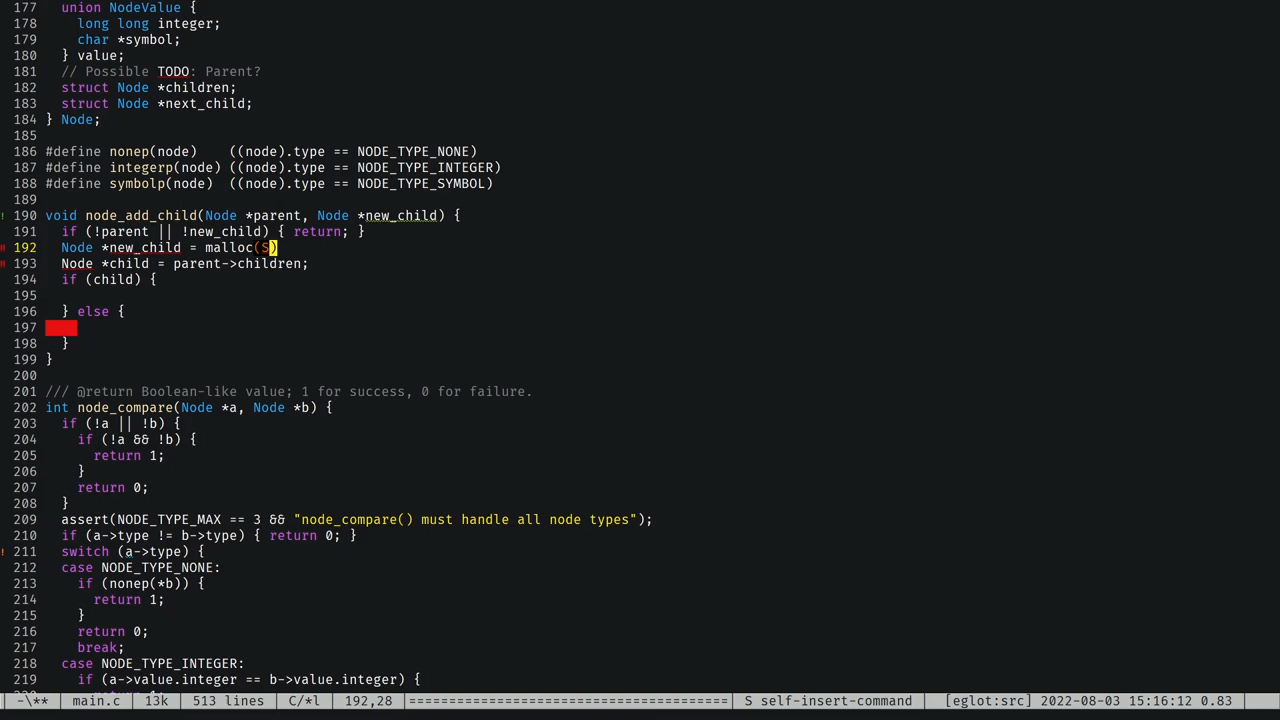 177   union NodeValue {
178     long long integer;
179     char *symbol;
180   } value;
181   // Possible TODO: Parent?
182   struct Node *children;
183   struct Node *next_child;
184 } Node;
185
186 #define nonep(node)    ((node).type == NODE_TYPE_NONE)
187 #define integerp(node) ((node).type == NODE_TYPE_INTEGER)
188 #define symbolp(node)  ((node).type == NODE_TYPE_SYMBOL)
189
! 190 void node_add_child(Node *parent, Node *new_child) {
191   if (!parent || !new_child) { return; }
‼ 192   Node *new_child = malloc(S)
‼ 193   Node *child = parent->children;
194   if (child) {
195
196   } else {
197
198   }
199 }
200
201 /// @return Boolean-like value; 1 for success, 0 for failure.
202 int node_compare(Node *a, Node *b) {
203   if (!a || !b) {
204     if (!a && !b) {
205       return 1;
206     }
207     return 0;
208   }
209   assert(NODE_TYPE_MAX == 3 && "node_compare() must handle all node types");
210   if (a->type != b->type) { return 0; }
! 211   switch (a->type) {
212   case NODE_TYPE_NONE:
213     if (nonep(*b)) {
214       return 1;
215     }
216     return 0;
217     break;
218   case NODE_TYPE_INTEGER:
219     if (a->value.integer == b->value.integer) {
-\** main.c 13k 513 lines C/*l 192,28 ======================================== S self-insert-command [eglot:src] 2022-08-03 15:16:12 0.83